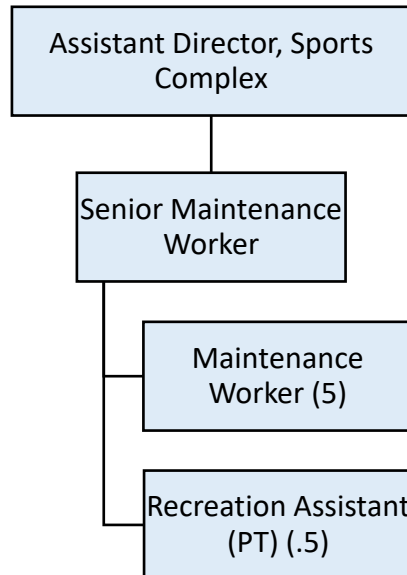 Assistant Director, Sports
Complex
Senior Maintenance
Worker
Maintenance
Worker (5)
Recreation Assistant
(PT) (.5)